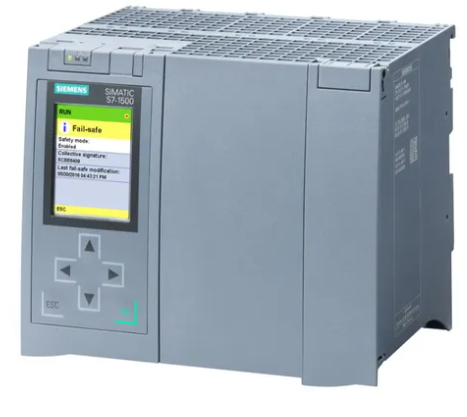 SIEMENS
SIMATIC
S7-1500
RUN
Fail-safe
Safety mode:
Enabled
Collective signature:
Last fail-safe modification:
ESC
ESC